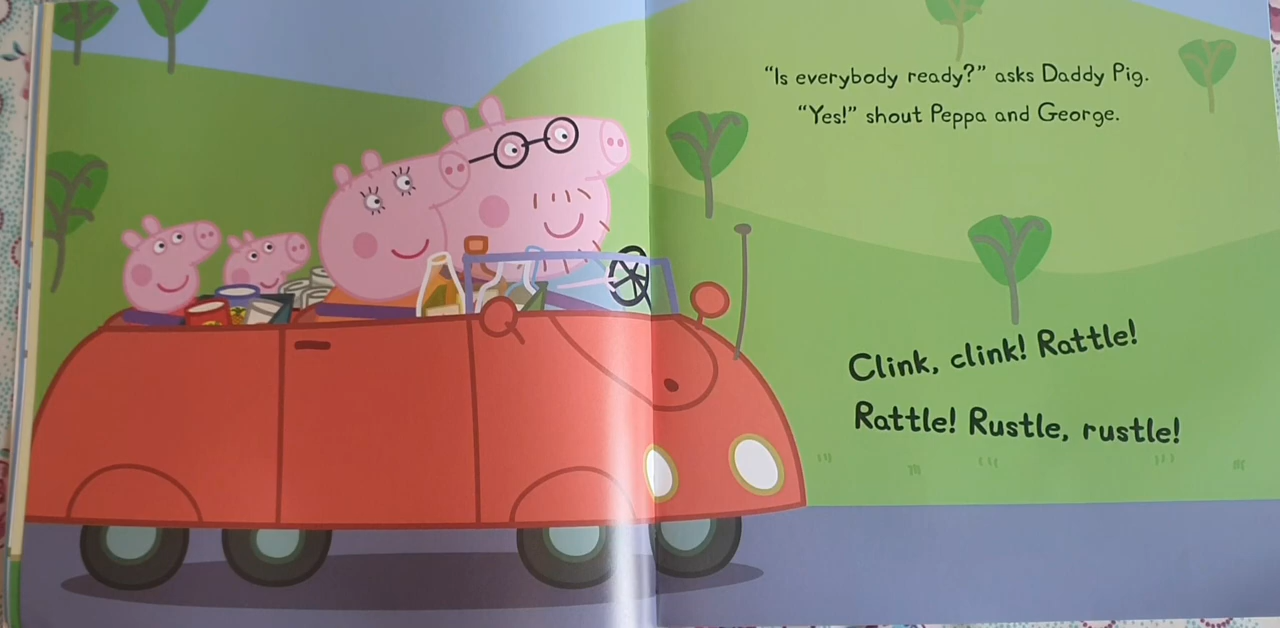 “Is everybody ready?” asks Daddy Pig.
“Yes!” shout Peppa and George.
Clink, clink! Rattle!
Rattle! Rustle, rustle!